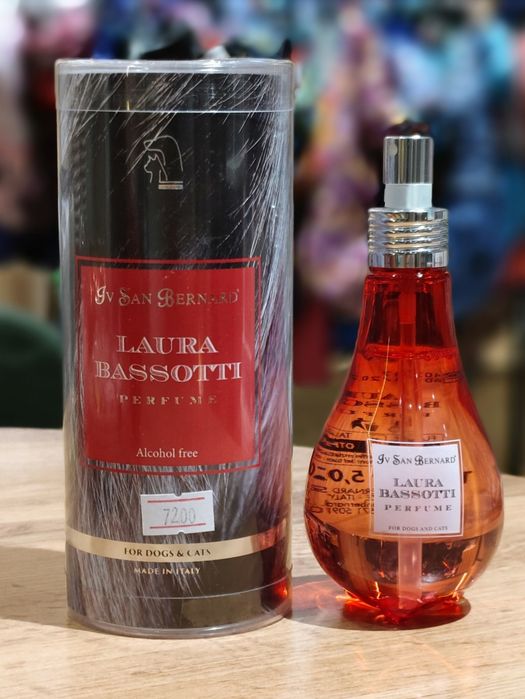 Iv San Bernard
LAURA
BASSOTTI
PERFUME
Alcohol free
7200
FOR DOGS & CATS
MADE IN ITALY
Iv San Bernard
LAURA
BASSOTTI
PERFUME
FOR DOGS AND CATS